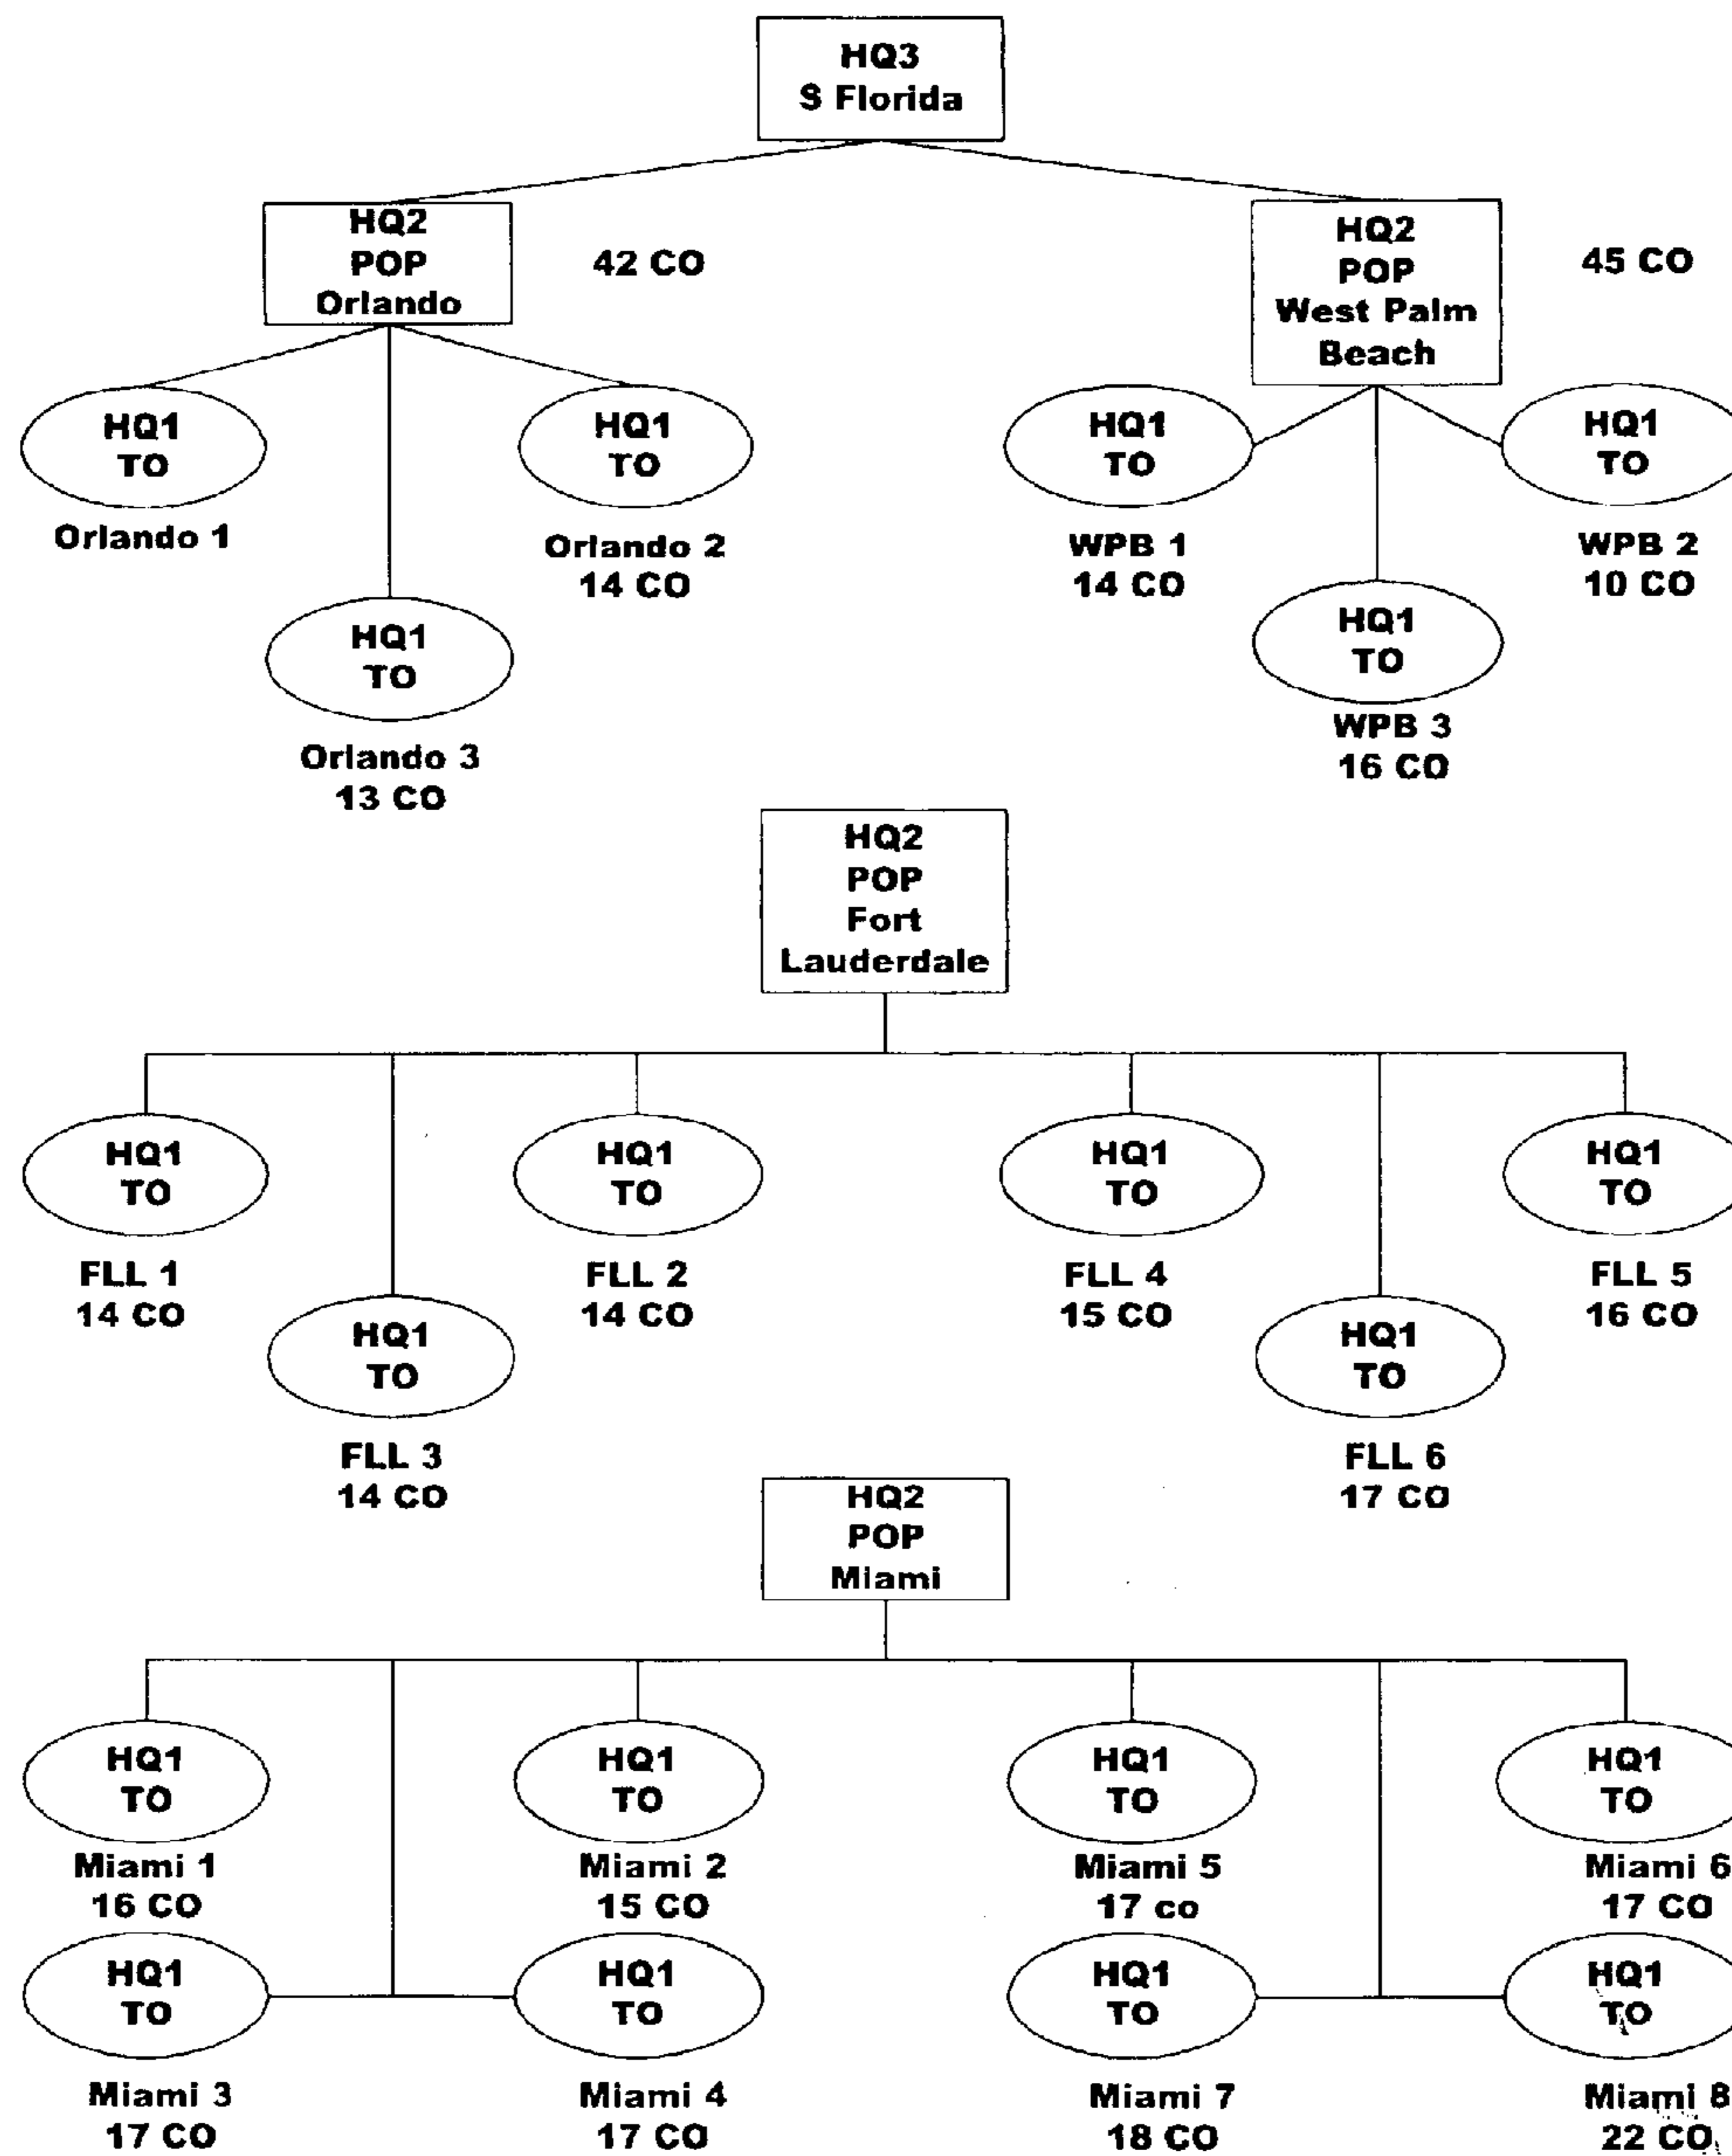 HQ3
S Florida
HQ2
POP
Orlando
42 CO
HQ2
POP
West Palm
Beach
45 CO
HQ1
TO
Orlando 1
HQ1
TO
Orlando 2
14 CO
HQ1
TO
Orlando 3
13 CO
HQ1
TO
WPB 1
14 CO
HQ1
TO
WPB 2
10 CO
HQ1
TO
WPB 3
16 CO
HQ2
POP
Fort
Lauderdale
HQ1
TO
FLL 1
14 CO
HQ1
TO
FLL 3
14 CO
HQ1
TO
FLL 2
14 CO
HQ1
TO
FLL 4
15 CO
HQ1
TO
FLL 6
17 CO
HQ1
TO
FLL 5
16 CO
HQ2
POP
Miami
HQ1
TO
Miami 1
16 CO
HQ1
TO
Miami 2
15 CO
HQ1
TO
Miami 5
17 co
HQ1
TO
Miami 6
17 CO
HQ1
TO
Miami 3
17 CO
HQ1
TO
Miami 4
17 CO
HQ1
TO
Miami 7
18 CO
HQ1
TO
Miami 8
22 CO